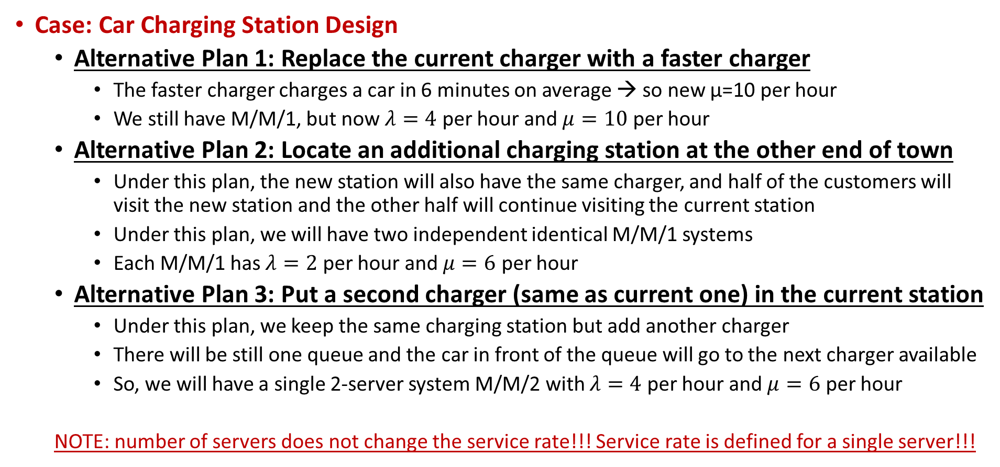 • Case: Car Charging Station Design
• Alternative Plan 1: Replace the current charger with a faster charger
• The faster charger charges a car in 6 minutes on average → so new μ=10 per hour
• We still have M/M/1, but now 𝜆 = 4 per hour and 𝜇 = 10 per hour
• Alternative Plan 2: Locate an additional charging station at the other end of town
• Under this plan, the new station will also have the same charger, and half of the customers will
visit the new station and the other half will continue visiting the current station
• Under this plan, we will have two independent identical M/M/1 systems
• Each M/M/1 has 𝜆 = 2 per hour and 𝜇 = 6 per hour
• Alternative Plan 3: Put a second charger (same as current one) in the current station
• Under this plan, we keep the same charging station but add another charger
• There will be still one queue and the car in front of the queue will go to the next charger available
• So, we will have a single 2-server system M/M/2 with 𝜆 = 4 per hour and 𝜇 = 6 per hour
NOTE: number of servers does not change the service rate!!! Service rate is defined for a single server!!!